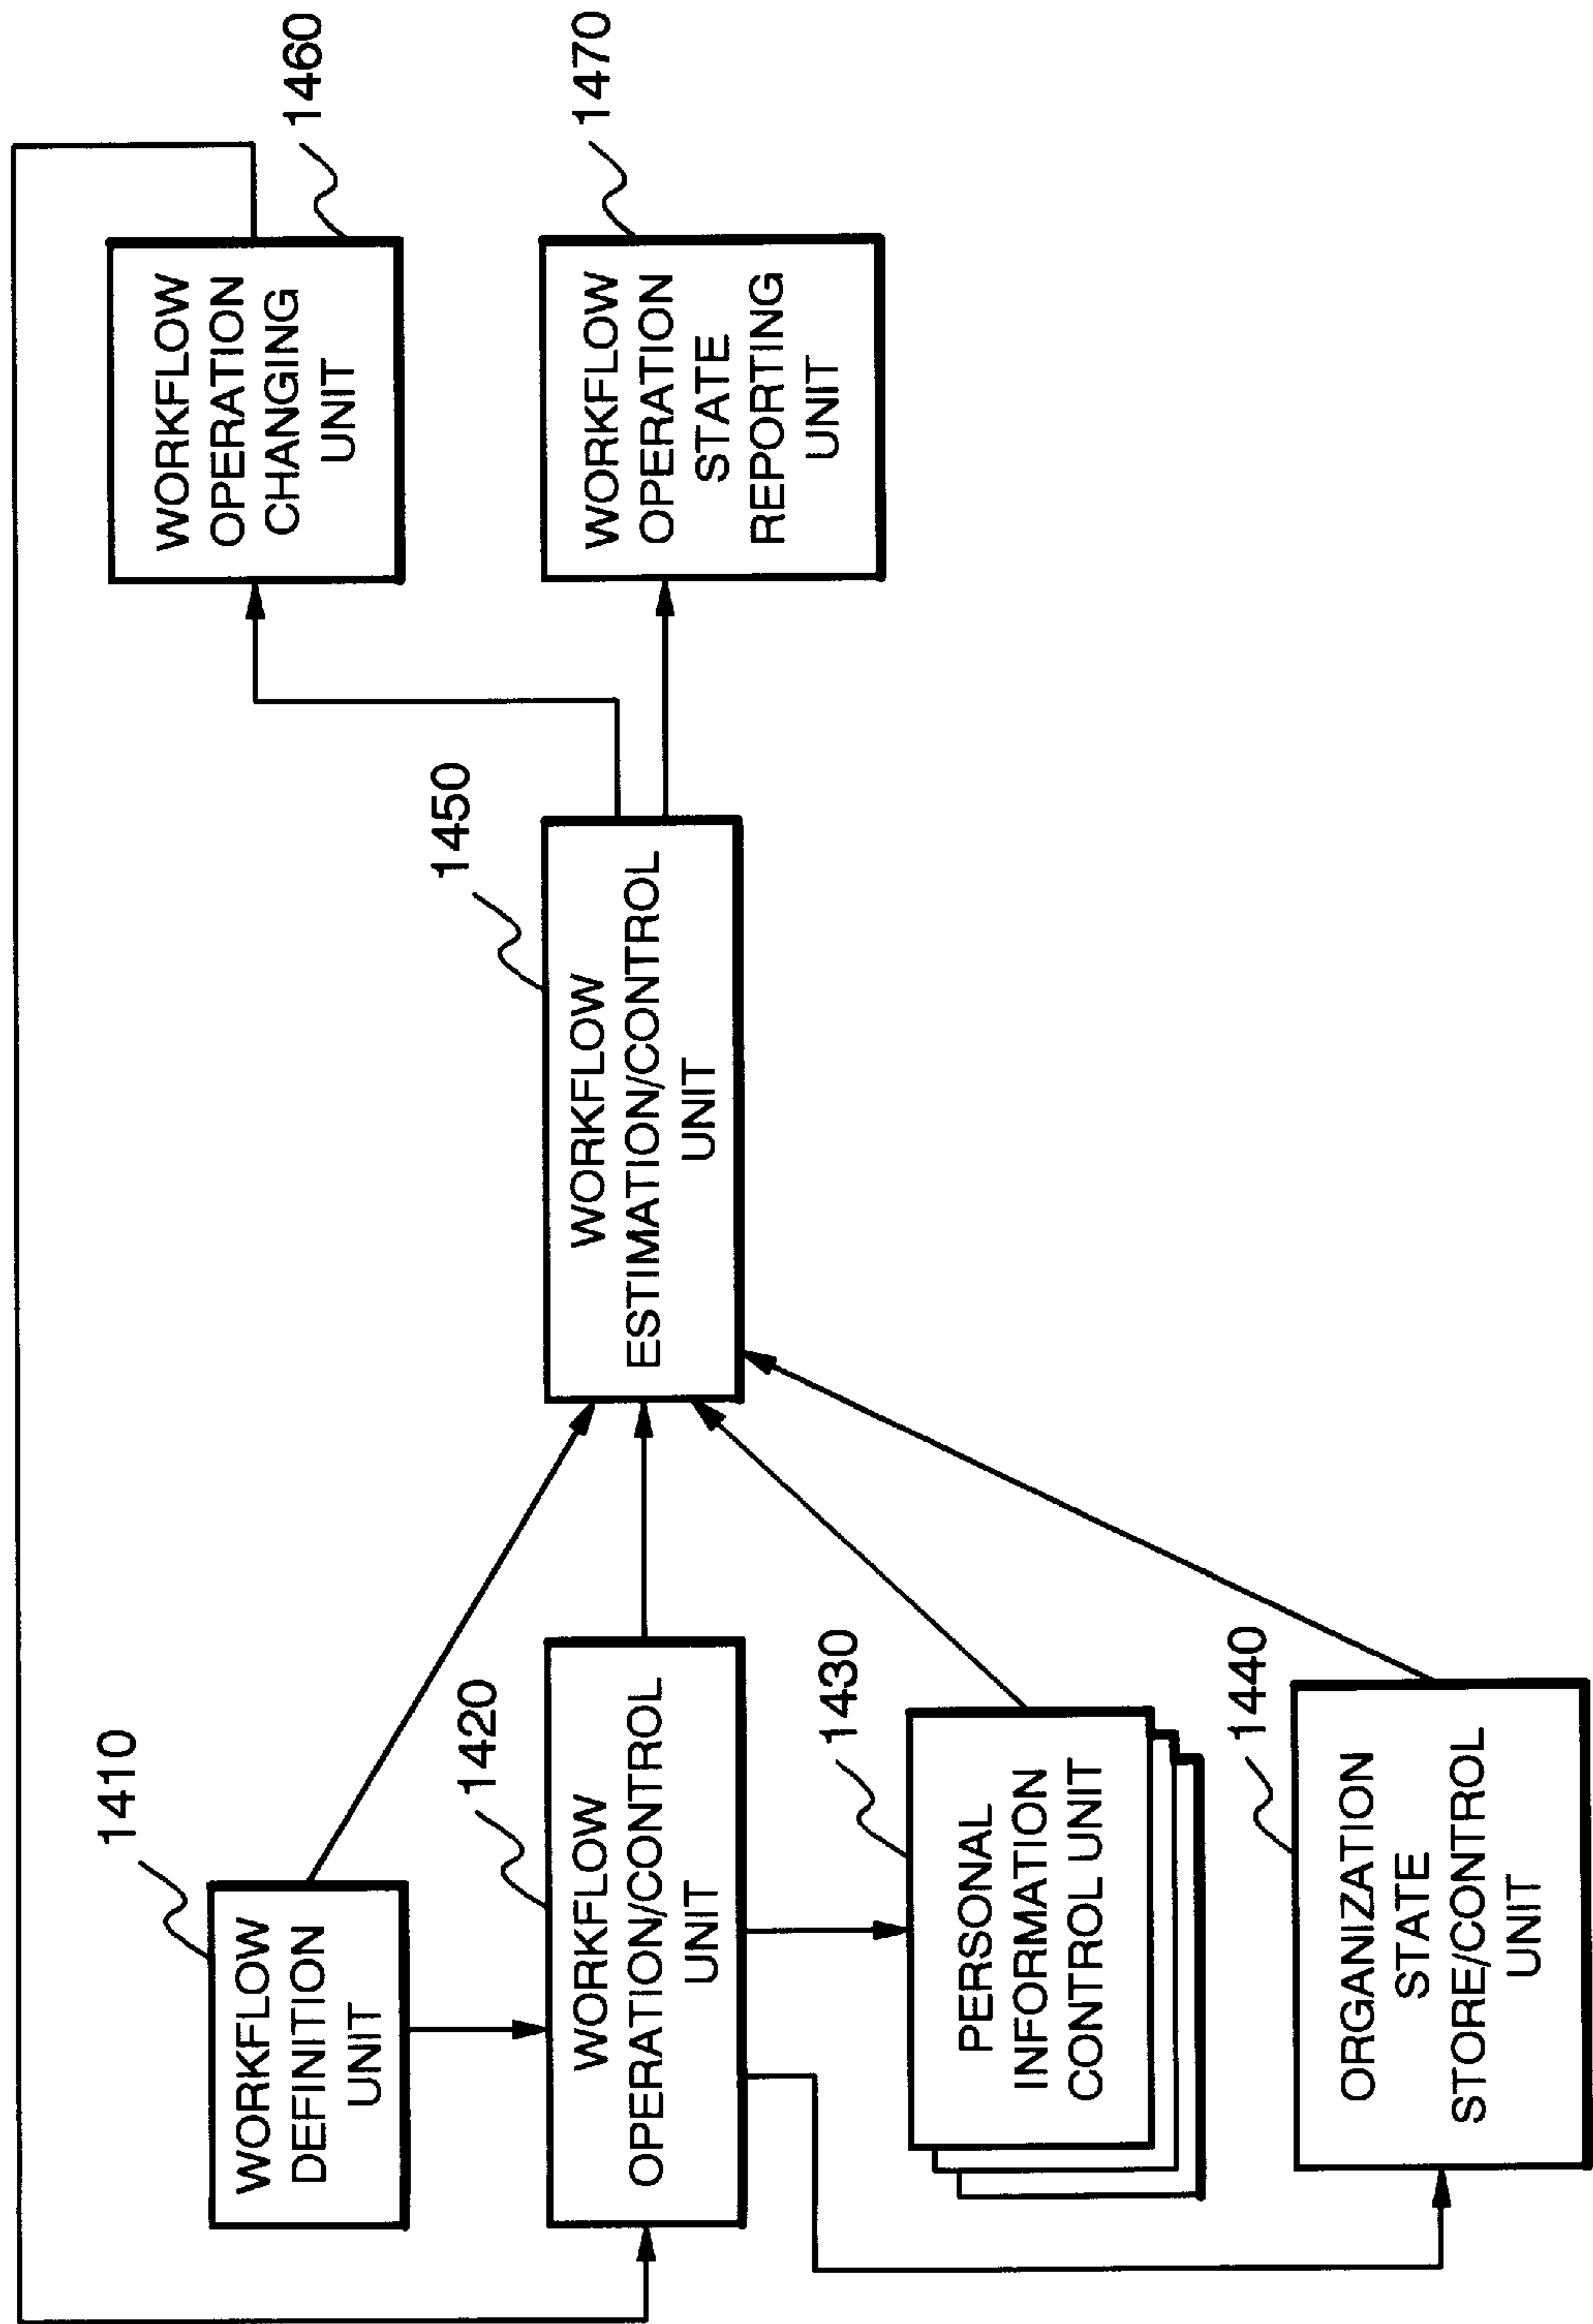 1410
WORKFLOW
DEFINITION
UNIT
1420
WORKFLOW
OPERATION/CONTROL
UNIT
1430
PERSONAL
INFORMATION
CONTROL UNIT
1440
ORGANIZATION
STATE
STORE/CONTROL
UNIT
1450
WORKFLOW
ESTIMATION/CONTROL
UNIT
1460
WORKFLOW
OPERATION
CHANGING
UNIT
1470
WORKFLOW
OPERATION
STATE
REPORTING
UNIT